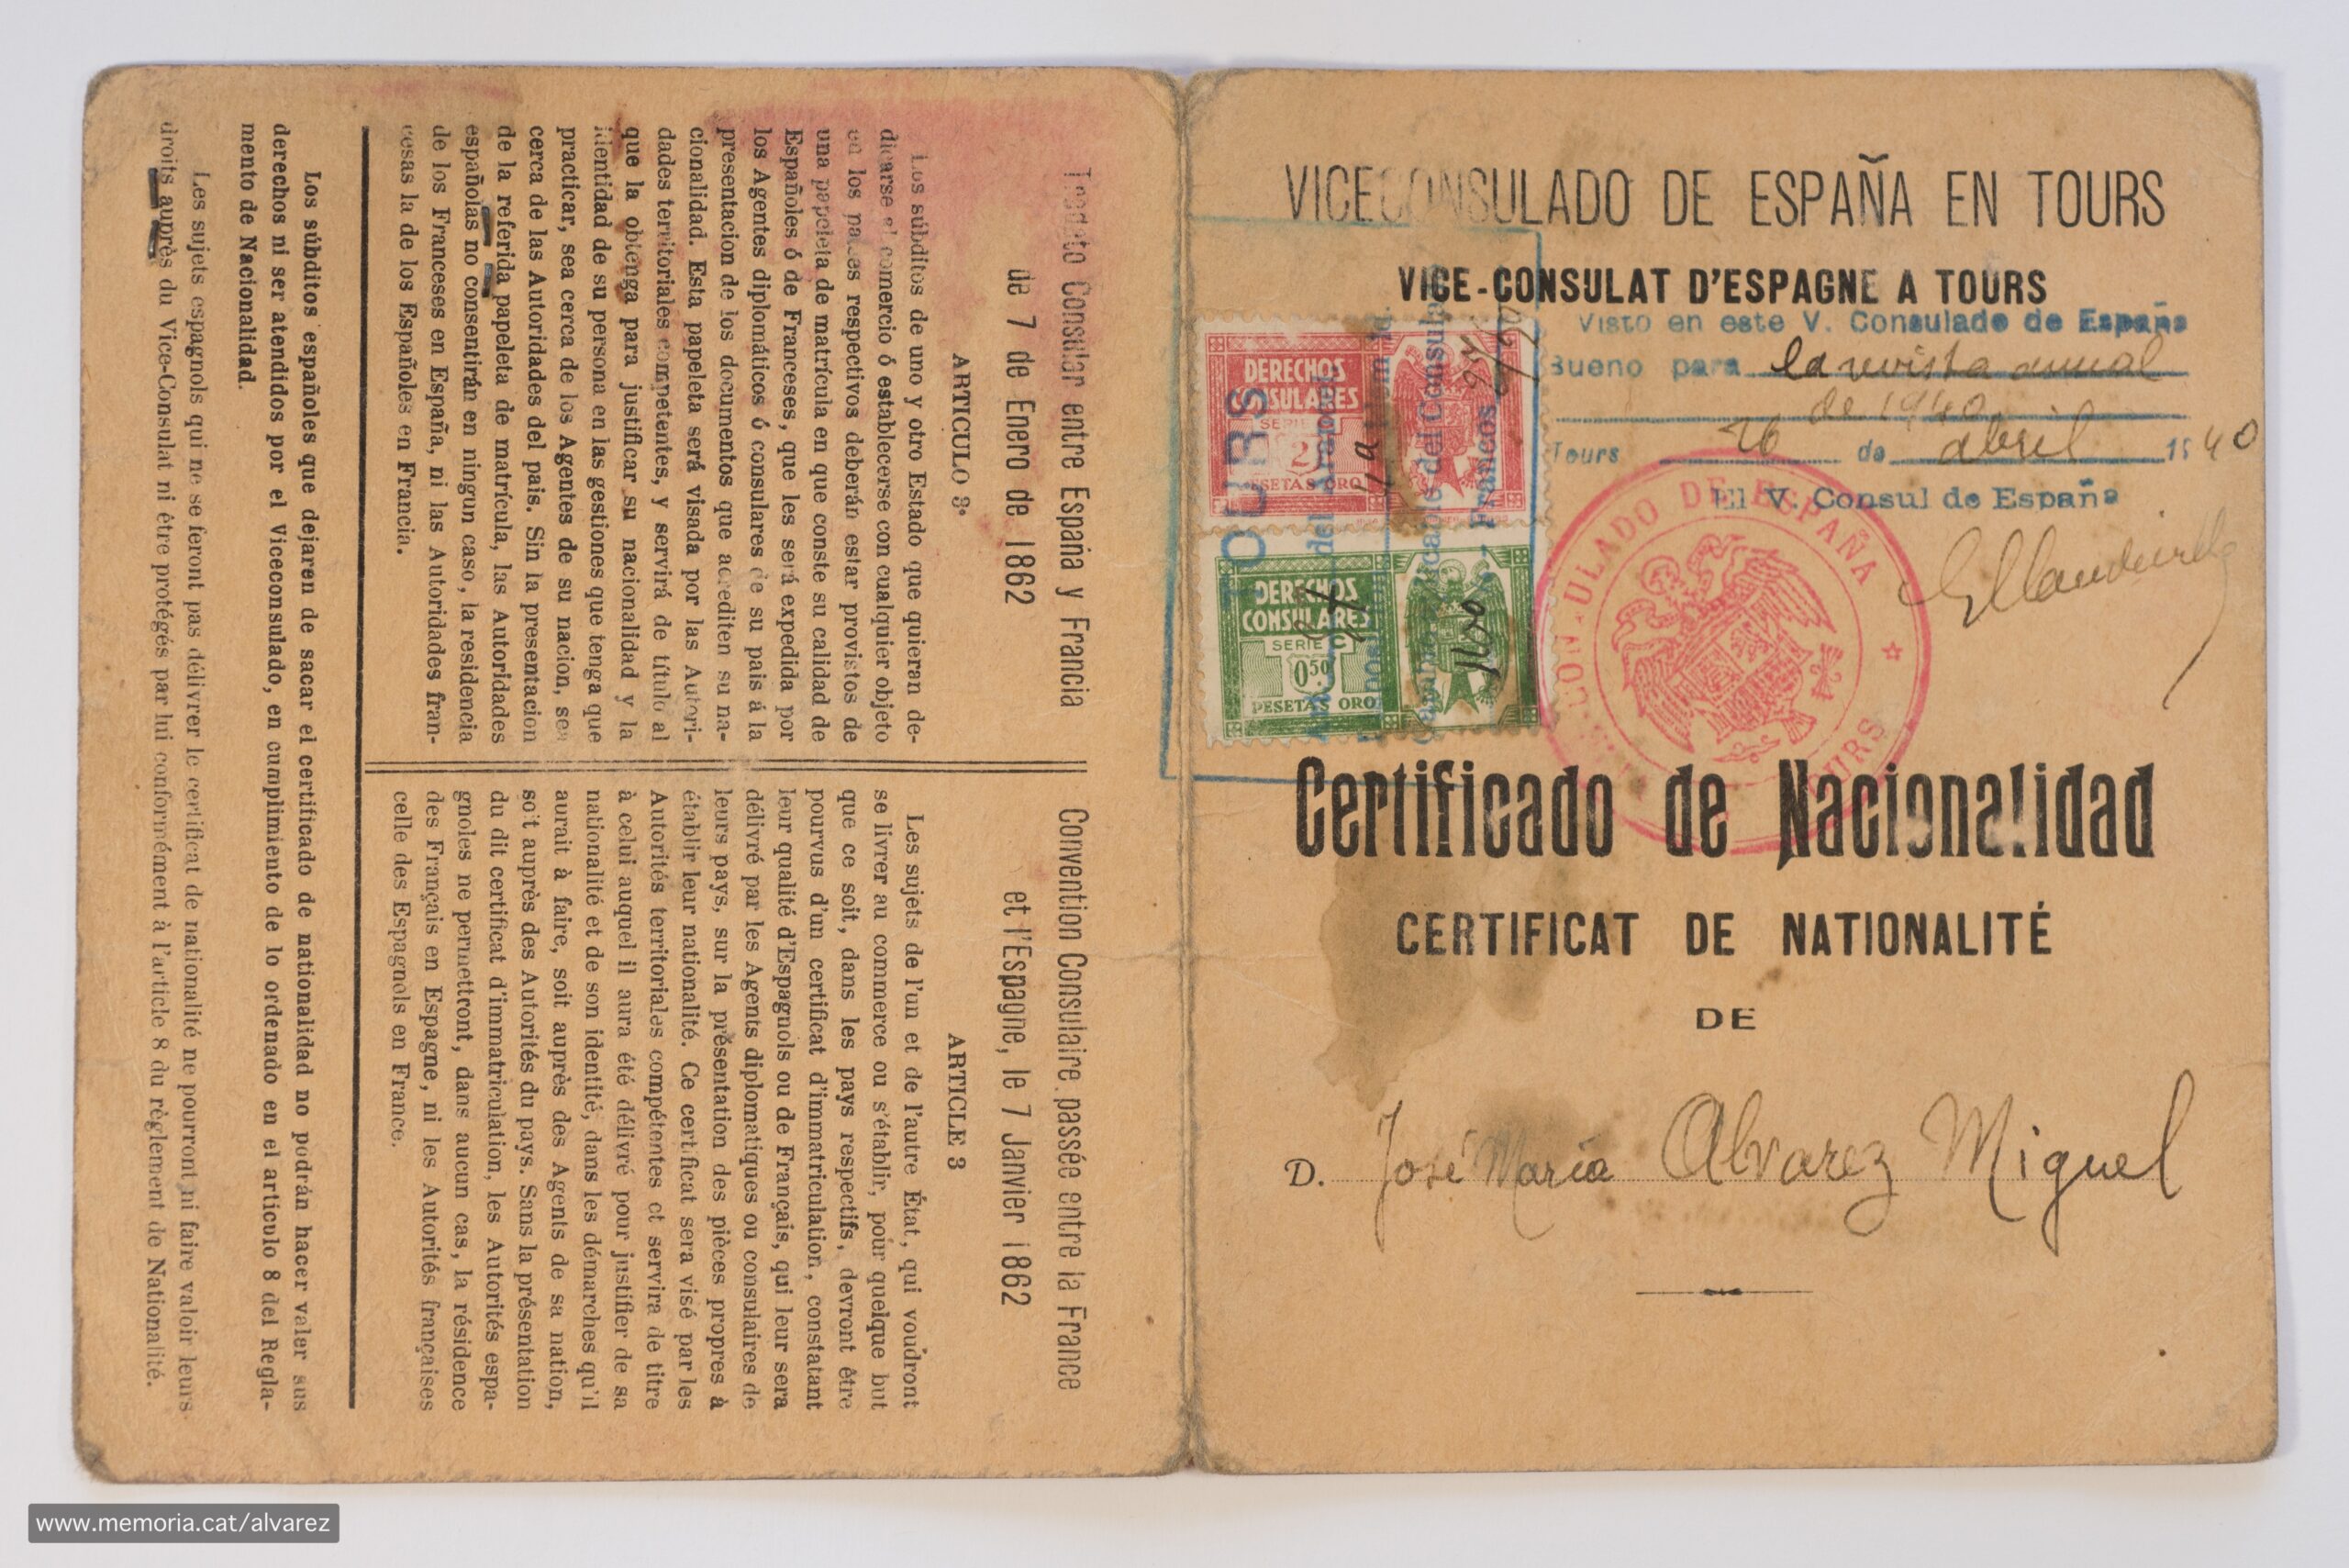 VICECONSULADO DE ESPAÑA EN TOURS
VICE-CONSULAT D'ESPAGNE A TOURS
Visto en este V. Consulado de España
Bueno para la revista anual
de 1940
Tours 26 de abril 1940
El V. Consul de España
TOURS
DERECHOS
CONSULARES
SERIE
2
PESETAS ORO
DERECHOS
CONSULARES
SERIE C
0'50
PESETAS ORO
CONSULADO DE ESPAÑA
TOURS
Certificado de Nacionalidad
CERTIFICAT DE NATIONALITÉ
DE
D. José Maria Alvarez Miguel
Tratado Consular entre España y Francia
de 7 de Enero de 1862
ARTICULO 3º
Los súbditos de uno y otro Estado que quieran de-
dicarse al comercio ó establecerse con cualquier objeto
en los paises respectivos deberán estar provistos de
una papeleta de matrícula en que conste su calidad de
Españoles ó de Franceses, que les será expedida por
los Agentes diplomáticos ó consulares de su pais á la
presentacion de los documentos que acrediten su na-
cionalidad. Esta papeleta será visada por las Autori-
dades territoriales competentes, y servirá de título al
que la obtenga para justificar su nacionalidad y la
identidad de su persona en las gestiones que tenga que
practicar, sea cerca de los Agentes de su nacion, sea
cerca de las Autoridades del pais. Sin la presentacion
de la referida papeleta de matrícula, las Autoridades
españolas no consentirán en ningun caso, la residencia
de los Franceses en España, ni las Autoridades fran-
cesas la de los Españoles en Francia.
Convention Consulaire passée entre la France
et l'Espagne, le 7 Janvier 1862
ARTICLE 3
Les sujets de l'un et de l'autre État, qui voudront
se livrer au commerce ou s'établir, pour quelque but
que ce soit, dans les pays respectifs, devront être
pourvus d'un certificat d'immatriculation, constatant
leur qualité d'Espagnols ou de Français, qui leur sera
délivré par les Agents diplomatiques ou consulaires de
leurs pays, sur la présentation des pièces propres à
établir leur nationalité. Ce certificat sera visé par les
Autorités territoriales compétentes et servira de titre
à celui auquel il aura été délivré pour justifier de sa
nationalité et de son identité, dans les démarches qu'il
aurait à faire, soit auprès des Agents de sa nation,
soit auprès des Autorités du pays. Sans la présentation
du dit certificat d'immatriculation, les Autorités espa-
gnoles ne permettront, dans aucun cas, la résidence
des Français en Espagne, ni les Autorités françaises
celle des Espagnols en France.
Los súbditos españoles que dejaren de sacar el certificado de nacionalidad no podrán hacer valer sus
derechos ni ser atendidos por el Viceconsulado, en cumplimiento de lo ordenado en el artículo 8 del Regla-
mento de Nacionalidad.
Les sujets espagnols qui ne se feront pas délivrer le certificat de nationalité ne pourront ni faire valoir leurs
droits auprès du Vice-Consulat ni être protégés par lui conformément à l'article 8 du règlement de Nationalité.
www.memoria.cat/alvarez